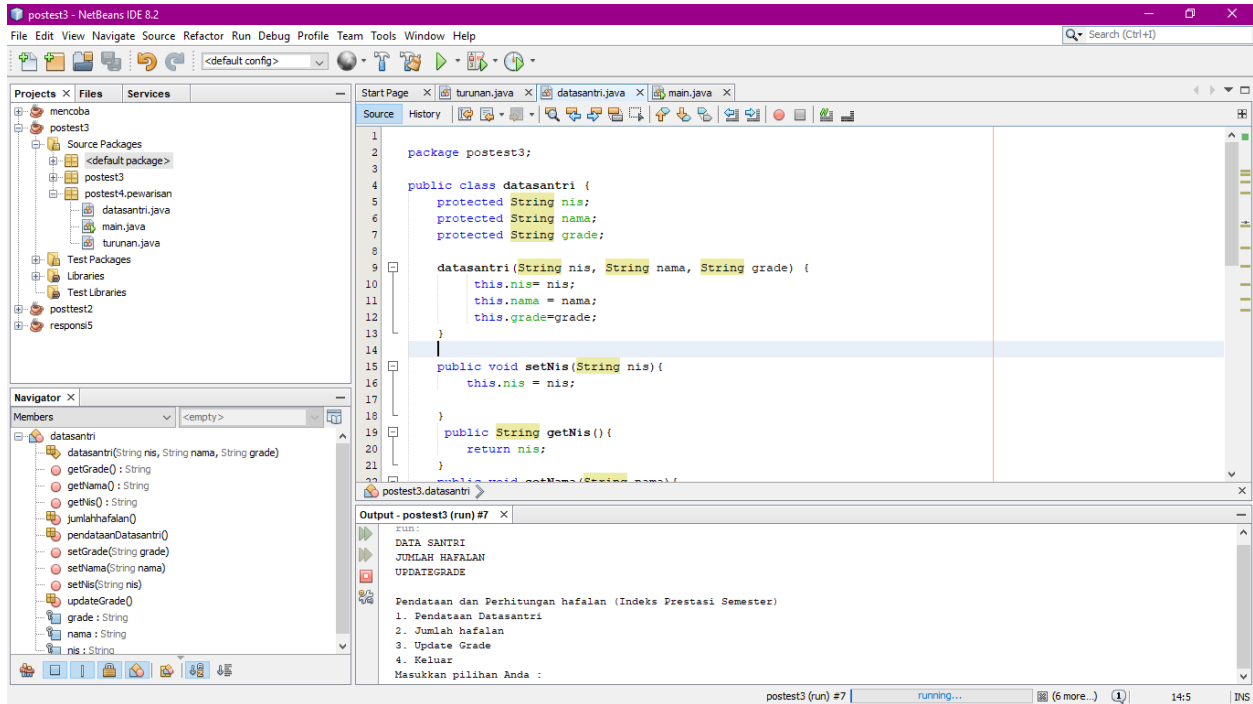 postest3 - NetBeans IDE 8.2
File Edit View Navigate Source Refactor Run Debug Profile Team Tools Window Help
Search (Ctrl+I)
<default config>
Projects Files Services
mencoba
postest3
Source Packages
<default package>
postest3
postest4.pewarisan
datasantri.java
main.java
turunan.java
Test Packages
Libraries
Test Libraries
posttest2
responsi5
Navigator
Members <empty>
datasantri
datasantri(String nis, String nama, String grade)
getGrade() : String
getNama() : String
getNis() : String
jumlahhafalan()
pendataanDatasantri()
setGrade(String grade)
setNama(String nama)
setNis(String nis)
updateGrade()
grade : String
nama : String
nis : String
Start Page turunan.java datasantri.java main.java
Source History
1
2 package postest3;
3
4 public class datasantri {
5 protected String nis;
6 protected String nama;
7 protected String grade;
8
9 datasantri(String nis, String nama, String grade) {
10 this.nis= nis;
11 this.nama = nama;
12 this.grade=grade;
13 }
14
15 public void setNis(String nis){
16 this.nis = nis;
17
18 }
19 public String getNis(){
20 return nis;
21 }
22 public void setNama(String nama){
postest3.datasantri
Output - postest3 (run) #7
run:
DATA SANTRI
JUMLAH HAFALAN
UPDATEGRADE
Pendataan dan Perhitungan hafalan (Indeks Prestasi Semester)
1. Pendataan Datasantri
2. Jumlah hafalan
3. Update Grade
4. Keluar
Masukkan pilihan Anda :
postest3 (run) #7 running... (6 more...) 1 14:5 INS